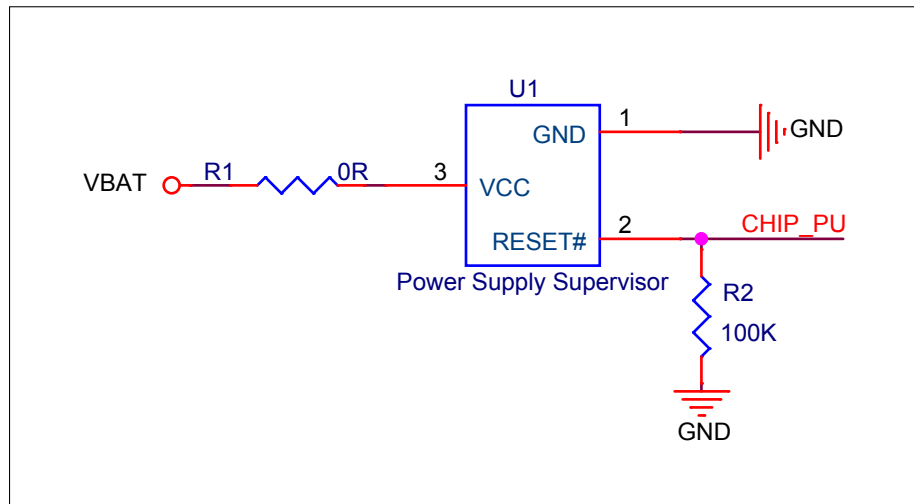 U1
1
GND
GND
VBAT
R1
0R
3
VCC
2
CHIP_PU
RESET#
Power Supply Supervisor
R2
100K
GND